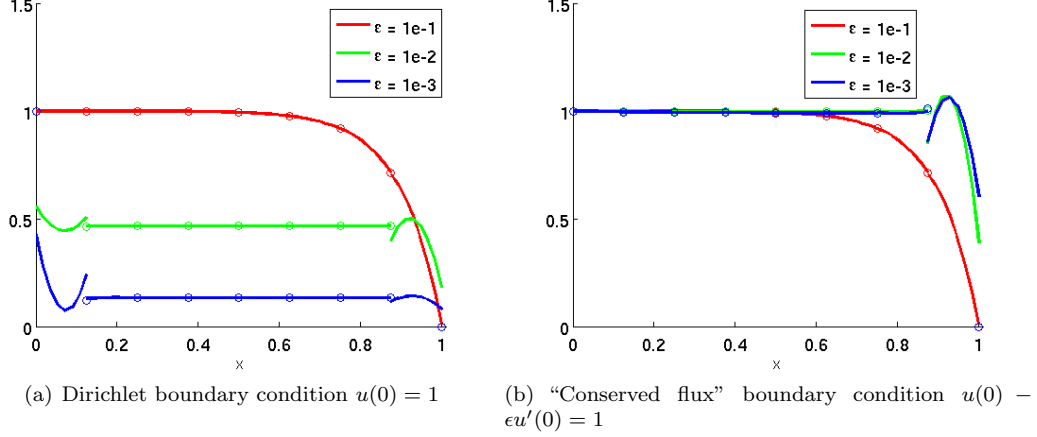 1.5
1
0.5
0
0
0.2
0.4
0.6
0.8
1
x
ε = 1e-1
ε = 1e-2
ε = 1e-3
(a) Dirichlet boundary condition u(0) = 1
1.5
1
0.5
0
0
0.2
0.4
0.6
0.8
1
x
ε = 1e-1
ε = 1e-2
ε = 1e-3
(b) “Conserved flux” boundary condition u(0) −
ϵu′(0) = 1